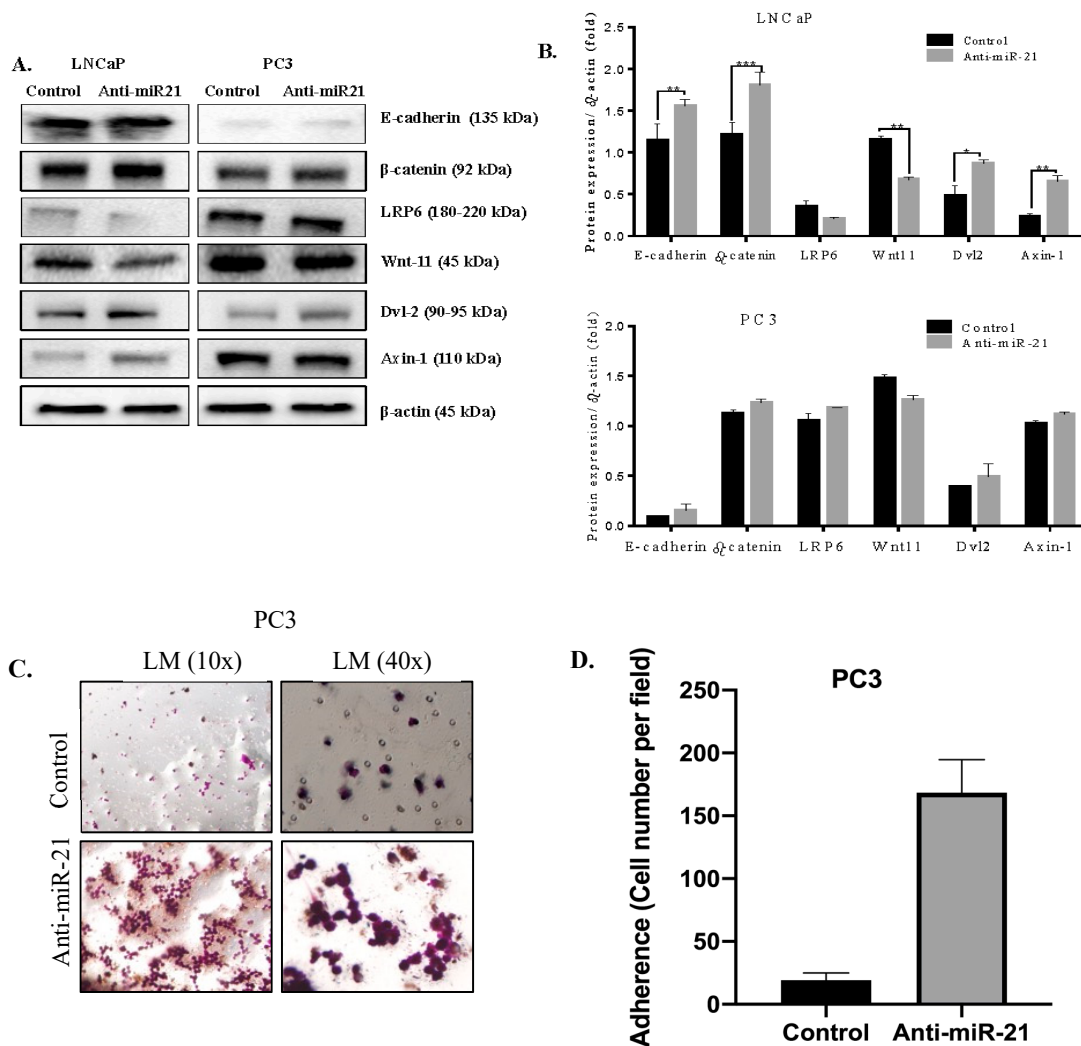 A.
LNCaP PC3
Control Anti-miR21 Control Anti-miR21
E-cadherin (135 kDa)
β-catenin (92 kDa)
LRP6 (180-220 kDa)
Wnt-11 (45 kDa)
Dvl-2 (90-95 kDa)
Axin-1 (110 kDa)
β-actin (45 kDa)
B.
LNCaP
Protein expression/ -actin (fold)
Control
Anti-miR-21
2.5
2.0
1.5
1.0
0.5
0.0
** *** ** * **
E-cadherin -catenin LRP6 Wnt11 Dvl2 Axin-1
PC3
Protein expression/ -actin (fold)
Control
Anti-miR-21
2.0
1.5
1.0
0.5
0.0
E-cadherin -catenin LRP6 Wnt11 Dvl2 Axin-1
C.
PC3
LM (10x) LM (40x)
Control
Anti-miR-21
D.
PC3
Adherence (Cell number per field)
250
200
150
100
50
0
Control Anti-miR-21